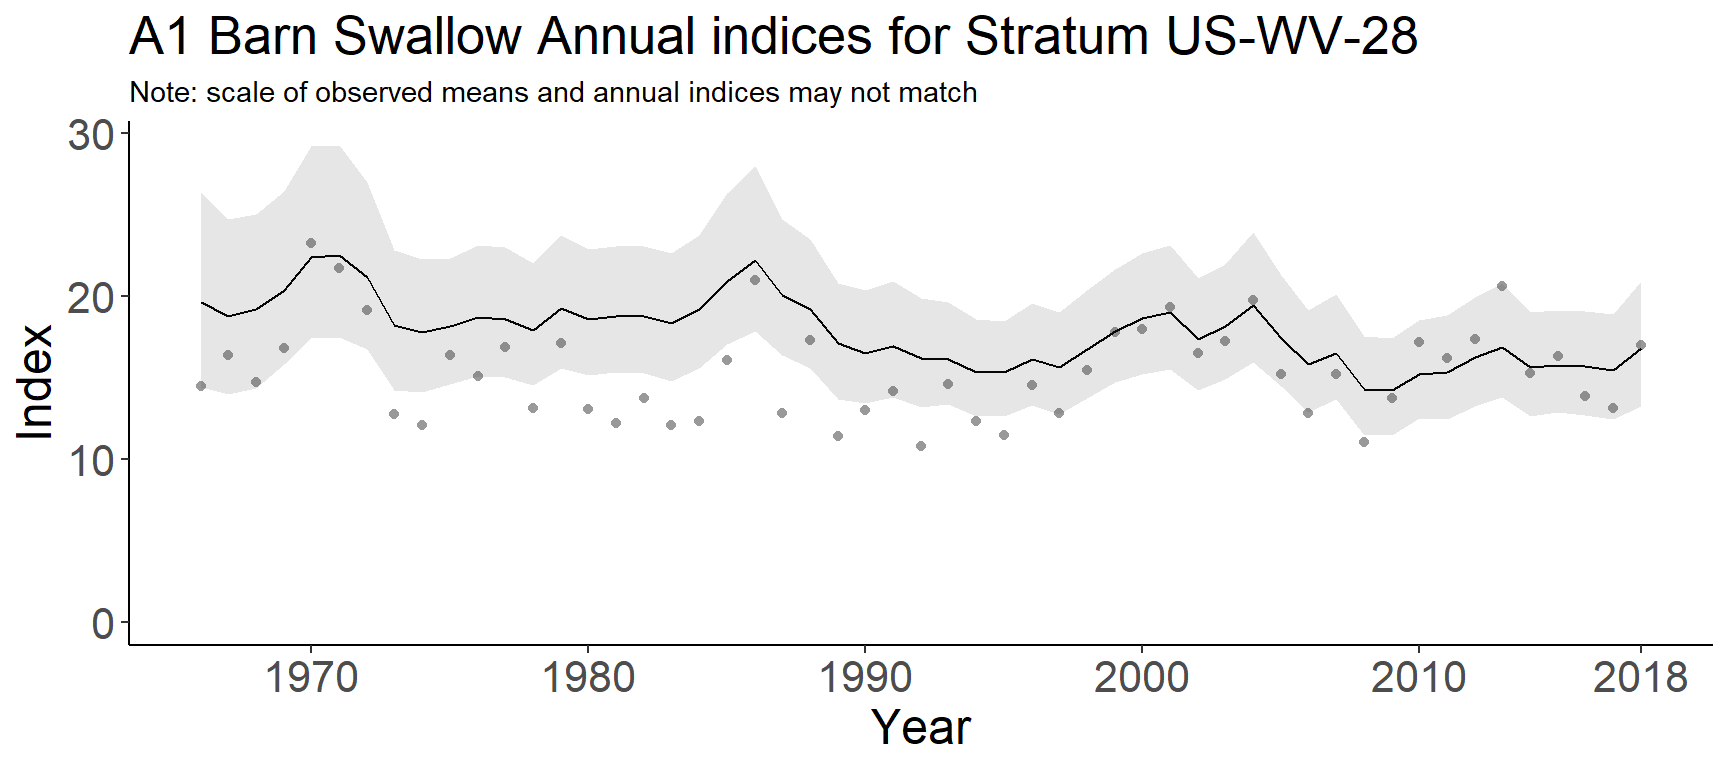 A1 Barn Swallow Annual indices for Stratum US-WV-28
Note: scale of observed means and annual indices may not match
30
20
10
0
Index
1970 1980 1990 2000 2010 2018
Year